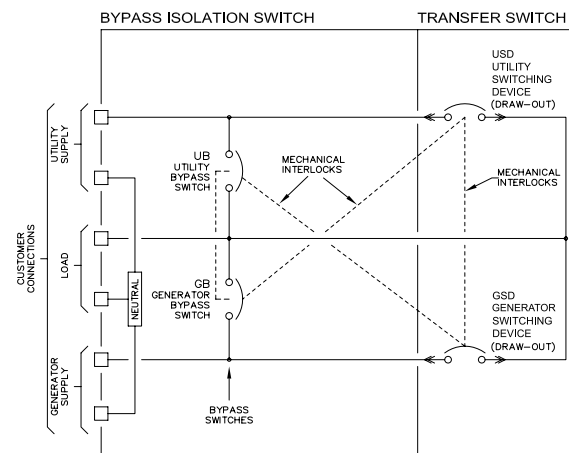 BYPASS ISOLATION SWITCH
TRANSFER SWITCH
USD
UTILITY
SWITCHING
DEVICE
(DRAW-OUT)
UTILITY
SUPPLY
UB
UTILITY
BYPASS
SWITCH
MECHANICAL
INTERLOCKS
MECHANICAL
INTERLOCKS
CUSTOMER
CONNECTIONS
LOAD
NEUTRAL
GB
GENERATOR
BYPASS
SWITCH
GSD
GENERATOR
SWITCHING
DEVICE
(DRAW-OUT)
GENERATOR
SUPPLY
BYPASS
SWITCHES